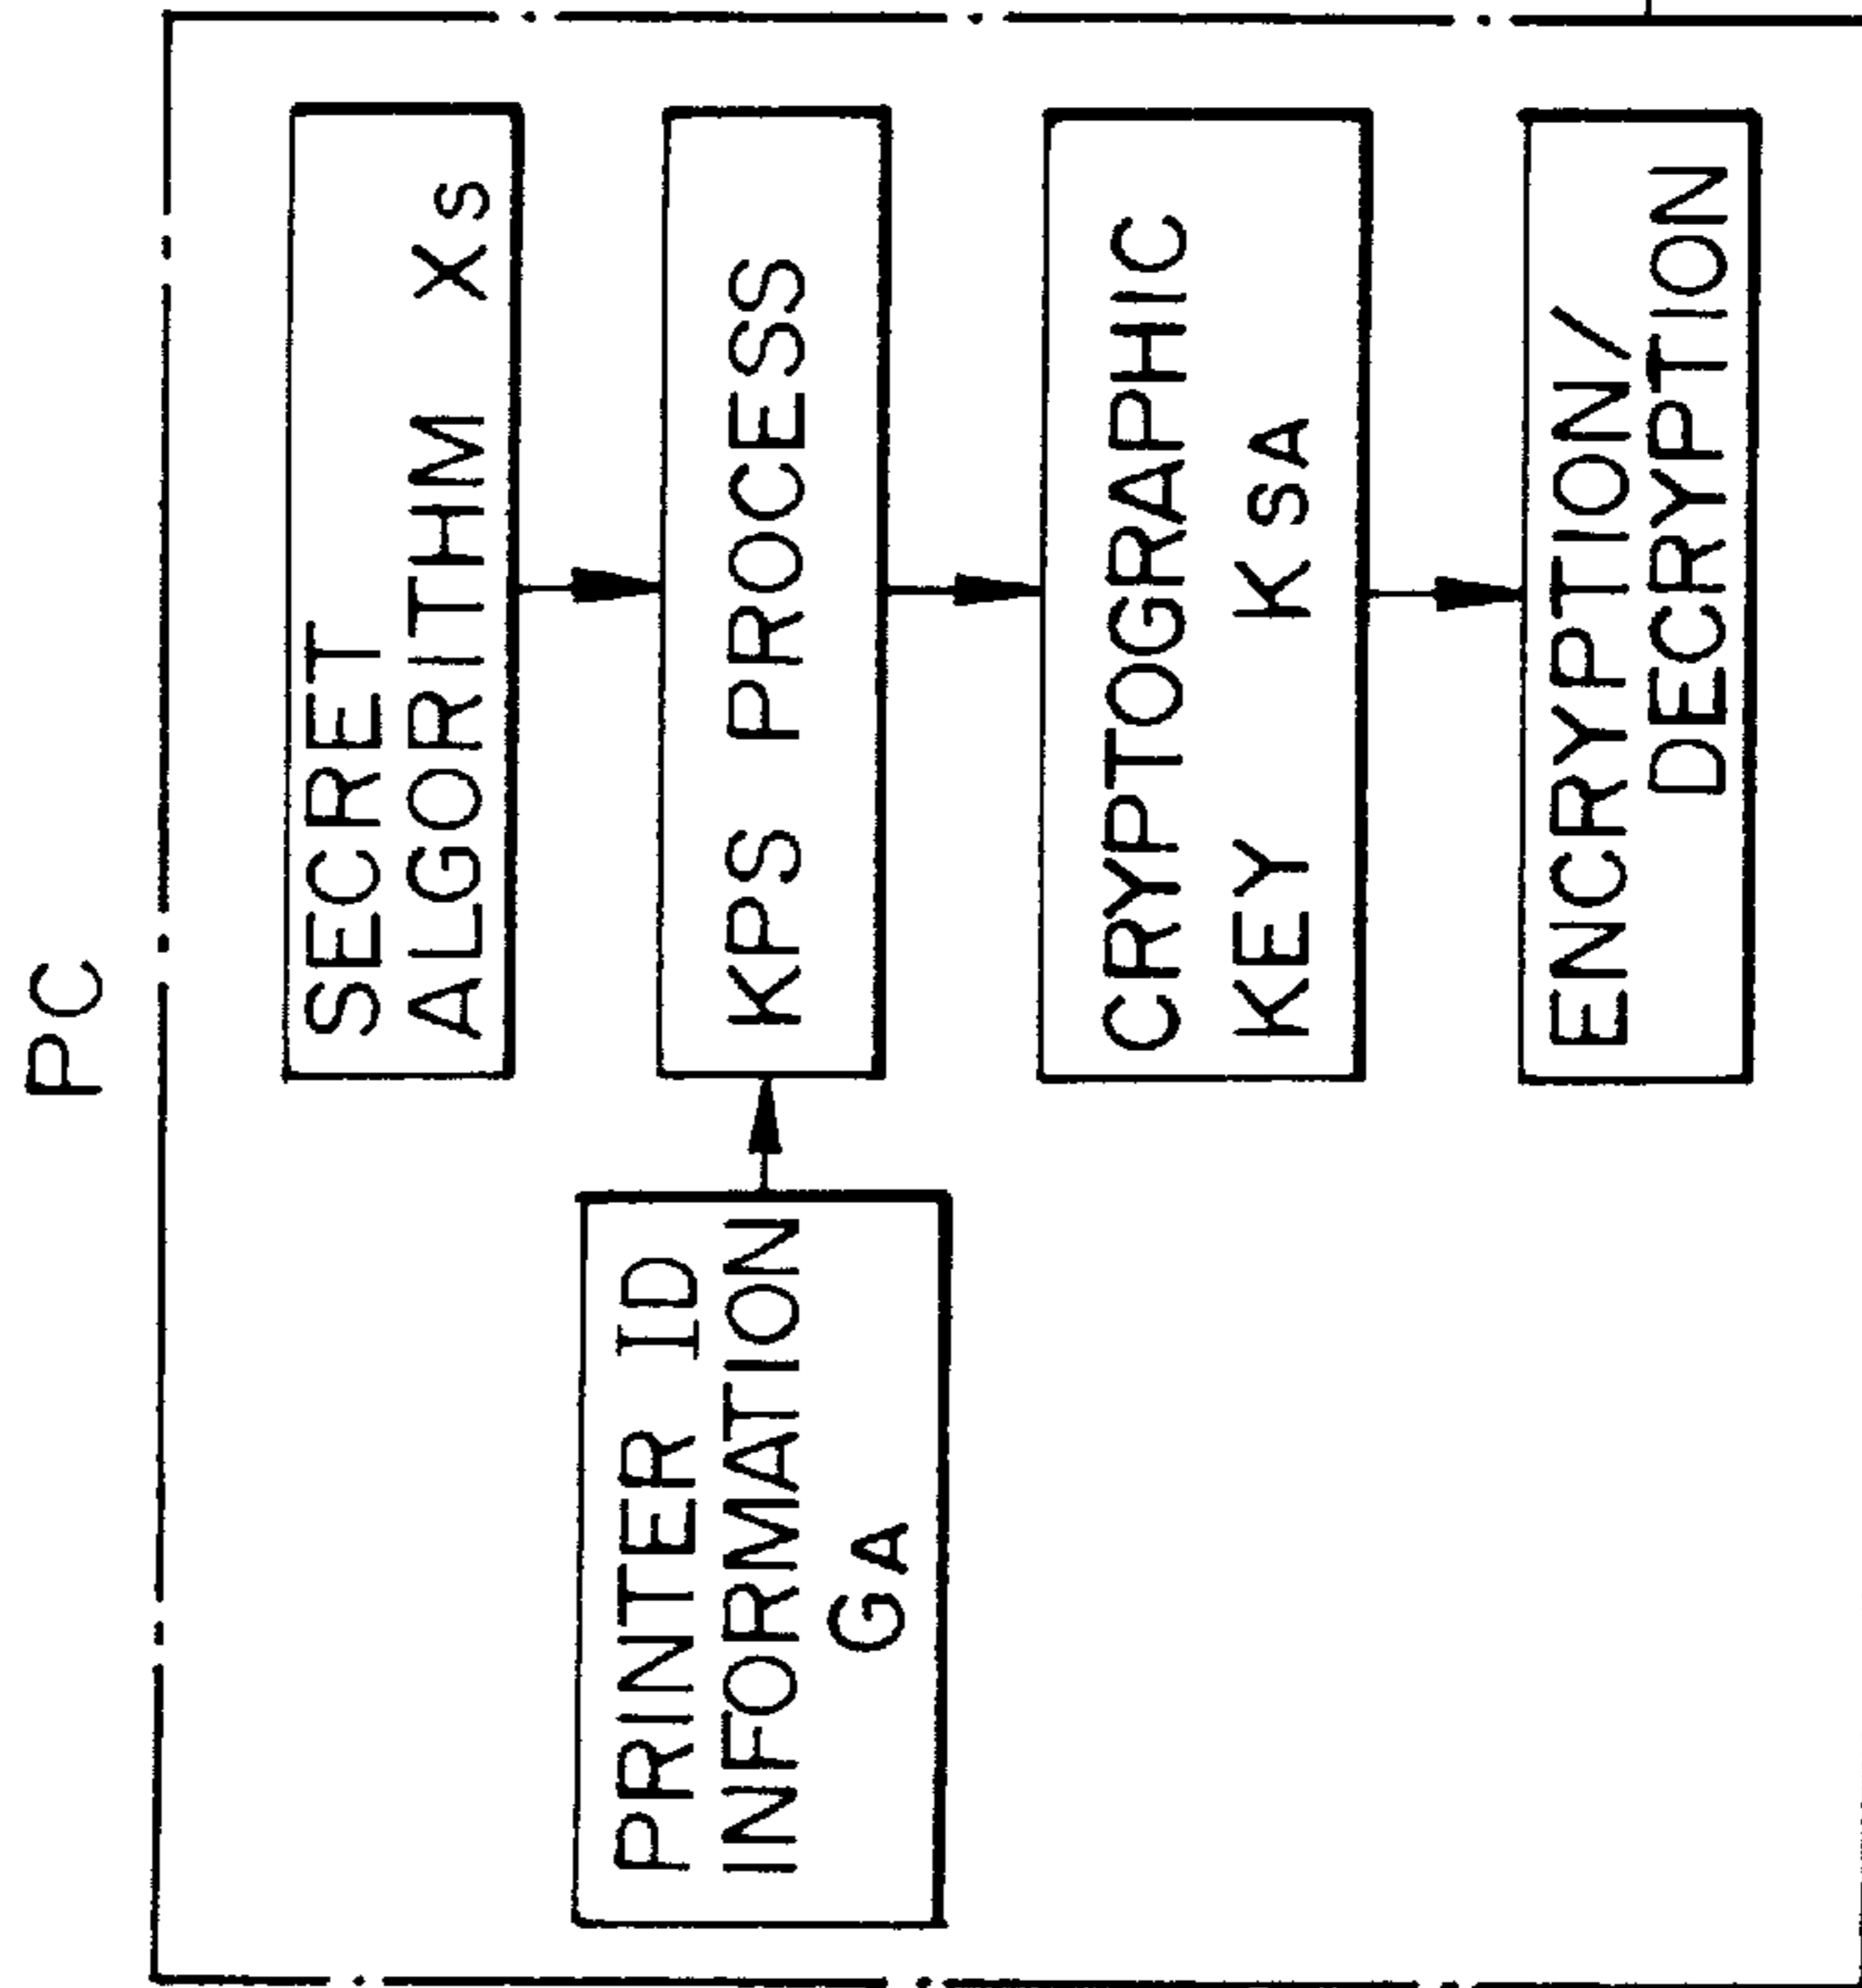 PC
SECRET
ALGORITHM XS
PRINTER ID
INFORMATION
GA
KPS PROCESS
CRYPTOGRAPHIC
KEY KSA
ENCRYPTION/
DECRYPTION